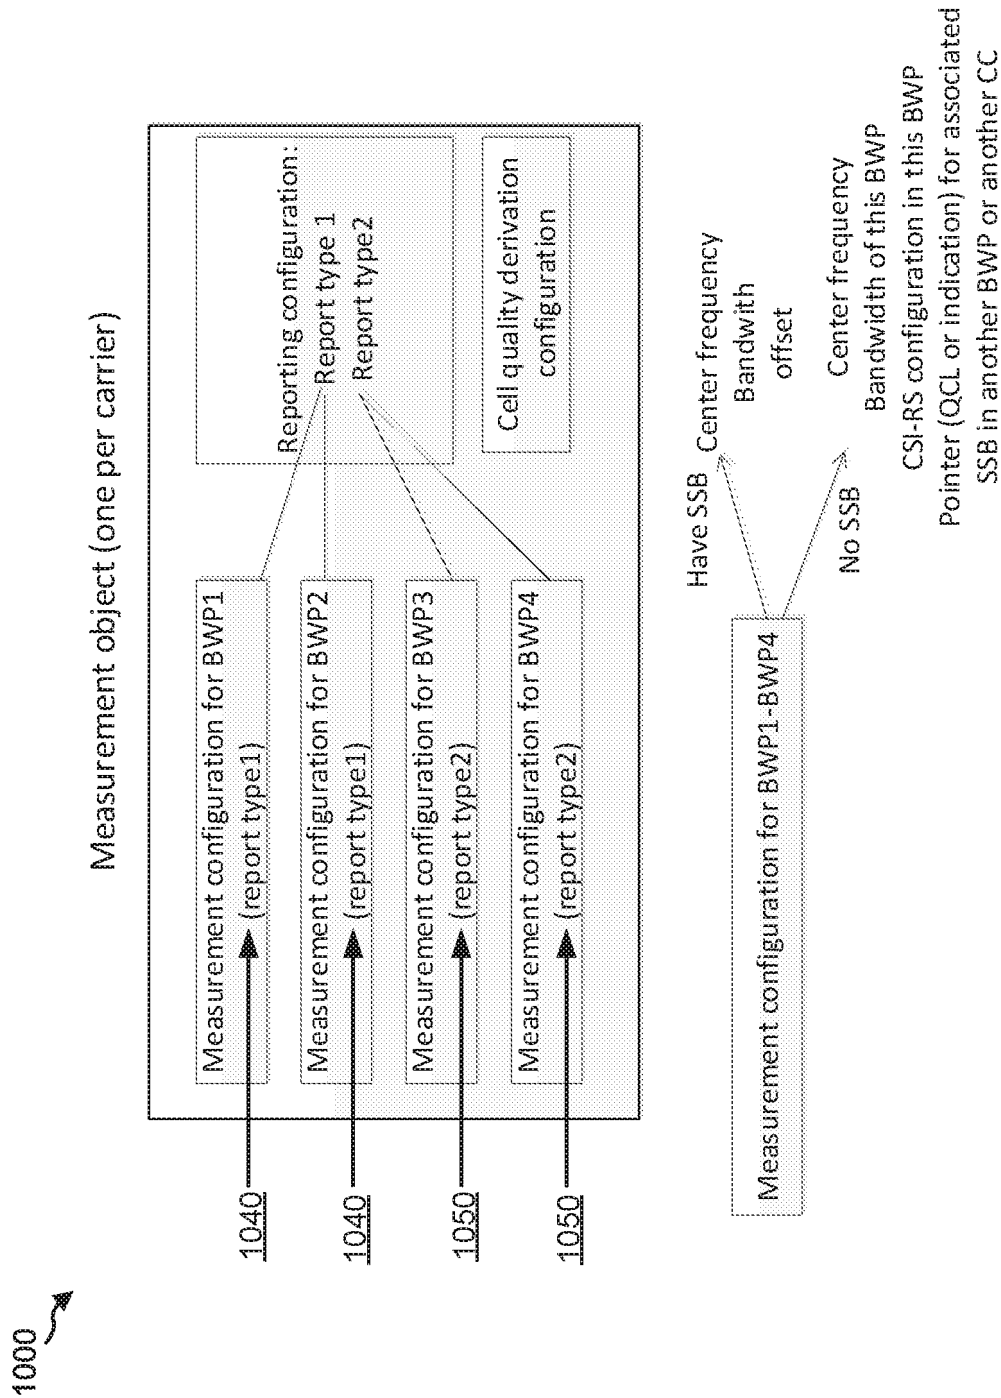 1000
Measurement object (one per carrier)
1040
Measurement configuration for BWP1
(report type1)
1040
Measurement configuration for BWP2
(report type1)
1050
Measurement configuration for BWP3
(report type2)
1050
Measurement configuration for BWP4
(report type2)
Reporting configuration:
Report type 1
Report type2
Cell quality derivation
configuration
Measurement configuration for BWP1-BWP4
Have SSB
Center frequency
Bandwith
offset
No SSB
Center frequency
Bandwidth of this BWP
CSI-RS configuration in this BWP
Pointer (QCL or indication) for associated
SSB in another BWP or another CC